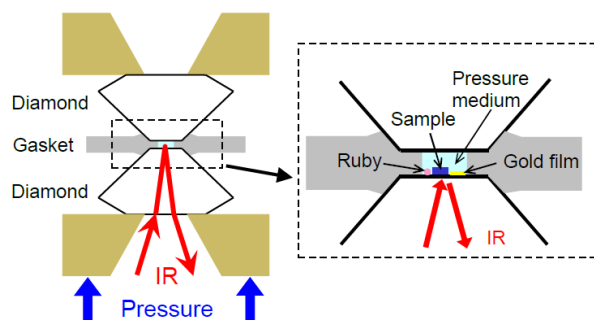 Diamond
Gasket
Diamond
IR
Pressure
Pressure
medium
Sample
Ruby
Gold film
IR